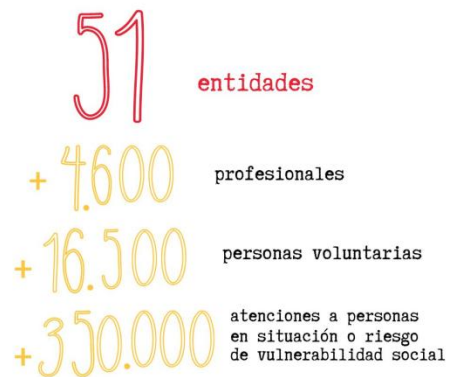 51 entidades
+ 4.600 profesionales
+ 16.500 personas voluntarias
+350.000 atenciones a personas
en situación o riesgo
de vulnerabilidad social